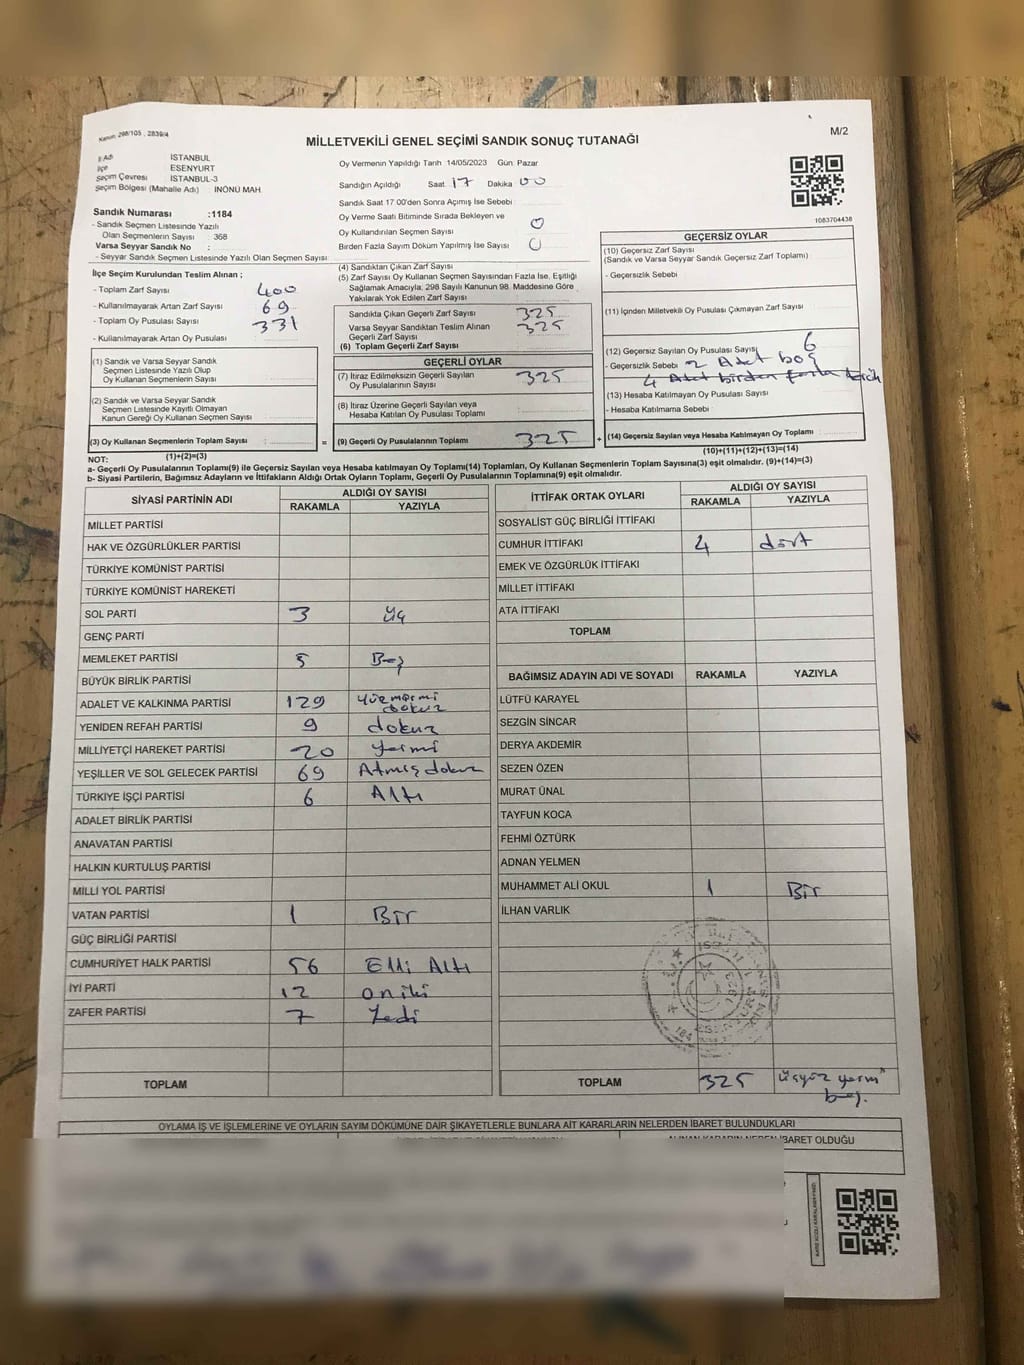 Kanun: 298/105 , 2839/4
M/2
MİLLETVEKİLİ GENEL SEÇİMİ SANDIK SONUÇ TUTANAĞI
İl Adı İSTANBUL
İlçe ESENYURT
Seçim Çevresi İSTANBUL-3
Seçim Bölgesi (Mahalle Adı) İNÖNÜ MAH.
Sandık Numarası :1184
- Sandık Seçmen Listesinde Yazılı
Olan Seçmenlerin Sayısı 368
Varsa Seyyar Sandık No :
- Seyyar Sandık Seçmen Listesinde Yazılı Olan Seçmen Sayısı:
Oy Vermenin Yapıldığı Tarih 14/05/2023 Gün: Pazar
Sandığın Açıldığı Saat 17 Dakika 00
Sandık Saat 17.00'den Sonra Açılmış İse Sebebi :
Oy Verme Saati Bitiminde Sırada Bekleyen ve
Oy Kullandırılan Seçmen Sayısı : 0
Birden Fazla Sayım Döküm Yapılmış İse Sayısı : 0
1083704438
İlçe Seçim Kurulundan Teslim Alınan ;
- Toplam Zarf Sayısı : 400
- Kullanılmayarak Artan Zarf Sayısı : 69
- Toplam Oy Pusulası Sayısı : 331
- Kullanılmayarak Artan Oy Pusulası :
(1) Sandık ve Varsa Seyyar Sandık
Seçmen Listesinde Yazılı Olup
Oy Kullanan Seçmenlerin Sayısı :
(2) Sandık ve Varsa Seyyar Sandık
Seçmen Listesinde Kayıtlı Olmayan
Kanun Gereği Oy Kullanan Seçmen Sayısı :
(3) Oy Kullanan Seçmenlerin Toplam Sayısı :
(1)+(2)=(3)
(4) Sandıktan Çıkan Zarf Sayısı
(5) Zarf Sayısı Oy Kullanan Seçmen Sayısından Fazla İse, Eşitliği
Sağlamak Amacıyla, 298 Sayılı Kanunun 98. Maddesine Göre
Yakılarak Yok Edilen Zarf Sayısı :
Sandıkta Çıkan Geçerli Zarf Sayısı : 325
Varsa Seyyar Sandıktan Teslim Alınan
Geçerli Zarf Sayısı 325
(6) Toplam Geçerli Zarf Sayısı
GEÇERLİ OYLAR
(7) İtiraz Edilmeksizin Geçerli Sayılan
Oy Pusulalarının Sayısı : 325
(8) İtiraz Üzerine Geçerli Sayılan veya
Hesaba Katılan Oy Pusulası Toplamı :
= (9) Geçerli Oy Pusulalarının Toplamı : 325 +
GEÇERSİZ OYLAR
(10) Geçersiz Zarf Sayısı
(Sandık ve Varsa Seyyar Sandık Geçersiz Zarf Toplamı)
- Geçersizlik Sebebi
(11) İçinden Milletvekili Oy Pusulası Çıkmayan Zarf Sayısı
(12) Geçersiz Sayılan Oy Pusulası Sayısı 6
- Geçersizlik Sebebi 2 Adet boş
4 Adet birden fazla tercih
(13) Hesaba Katılmayan Oy Pusulası Sayısı
- Hesaba Katılmama Sebebi
(14) Geçersiz Sayılan veya Hesaba Katılmayan Oy Pusulası Toplamı :
(10)+(11)+(12)+(13)=(14)
NOT:
a- Geçerli Oy Pusulalarının Toplamı(9) ile Geçersiz Sayılan veya Hesaba katılmayan Oy Toplamı(14) Toplamları, Oy Kullanan Seçmenlerin Toplam Sayısına(3) eşit olmalıdır. (9)+(14)=(3)
b- Siyasi Partilerin, Bağımsız Adayların ve İttifakların Aldığı Ortak Oyların Toplamı, Geçerli Oy Pusulalarının Toplamına(9) eşit olmalıdır.
SİYASİ PARTİNİN ADI ALDIĞI OY SAYISI
RAKAMLA YAZIYLA
MİLLET PARTİSİ
HAK VE ÖZGÜRLÜKLER PARTİSİ
TÜRKİYE KOMÜNİST PARTİSİ
TÜRKİYE KOMÜNİST HAREKETİ
SOL PARTİ 3 üç
GENÇ PARTİ
MEMLEKET PARTİSİ 5 Beş
BÜYÜK BİRLİK PARTİSİ
ADALET VE KALKINMA PARTİSİ 129 yüzyirmi
dokuz
YENİDEN REFAH PARTİSİ 9 dokuz
MİLLİYETÇİ HAREKET PARTİSİ 20 yirmi
YEŞİLLER VE SOL GELECEK PARTİSİ 69 Atmış dokuz
TÜRKİYE İŞÇİ PARTİSİ 6 Altı
ADALET BİRLİK PARTİSİ
ANAVATAN PARTİSİ
HALKIN KURTULUŞ PARTİSİ
MİLLİ YOL PARTİSİ
VATAN PARTİSİ 1 Bir
GÜÇ BİRLİĞİ PARTİSİ
CUMHURİYET HALK PARTİSİ 56 Elli Altı
İYİ PARTİ 12 oniki
ZAFER PARTİSİ 7 Yedi
TOPLAM
İTTİFAK ORTAK OYLARI ALDIĞI OY SAYISI
RAKAMLA YAZIYLA
SOSYALİST GÜÇ BİRLİĞİ İTTİFAKI
CUMHUR İTTİFAKI 4 dört
EMEK VE ÖZGÜRLÜK İTTİFAKI
MİLLET İTTİFAKI
ATA İTTİFAKI
TOPLAM
BAĞIMSIZ ADAYIN ADI VE SOYADI RAKAMLA YAZIYLA
LÜTFÜ KARAYEL
SEZGİN SİNCAR
DERYA AKDEMİR
SEZEN ÖZEN
MURAT ÜNAL
TAYFUN KOCA
FEHMİ ÖZTÜRK
ADNAN YELMEN
MUHAMMET ALİ OKUL 1 Bir
İLHAN VARLIK
TOPLAM 325 üçyüz yirmi
beş.
OYLAMA İŞ VE İŞLEMLERİNE VE OYLARIN SAYIM DÖKÜMÜNE DAİR ŞİKAYETLERLE BUNLARA AİT KARARLARIN NELERDEN İBARET BULUNDUKLARI
ALINAN KARARIN NEDEN İBARET OLDUĞU